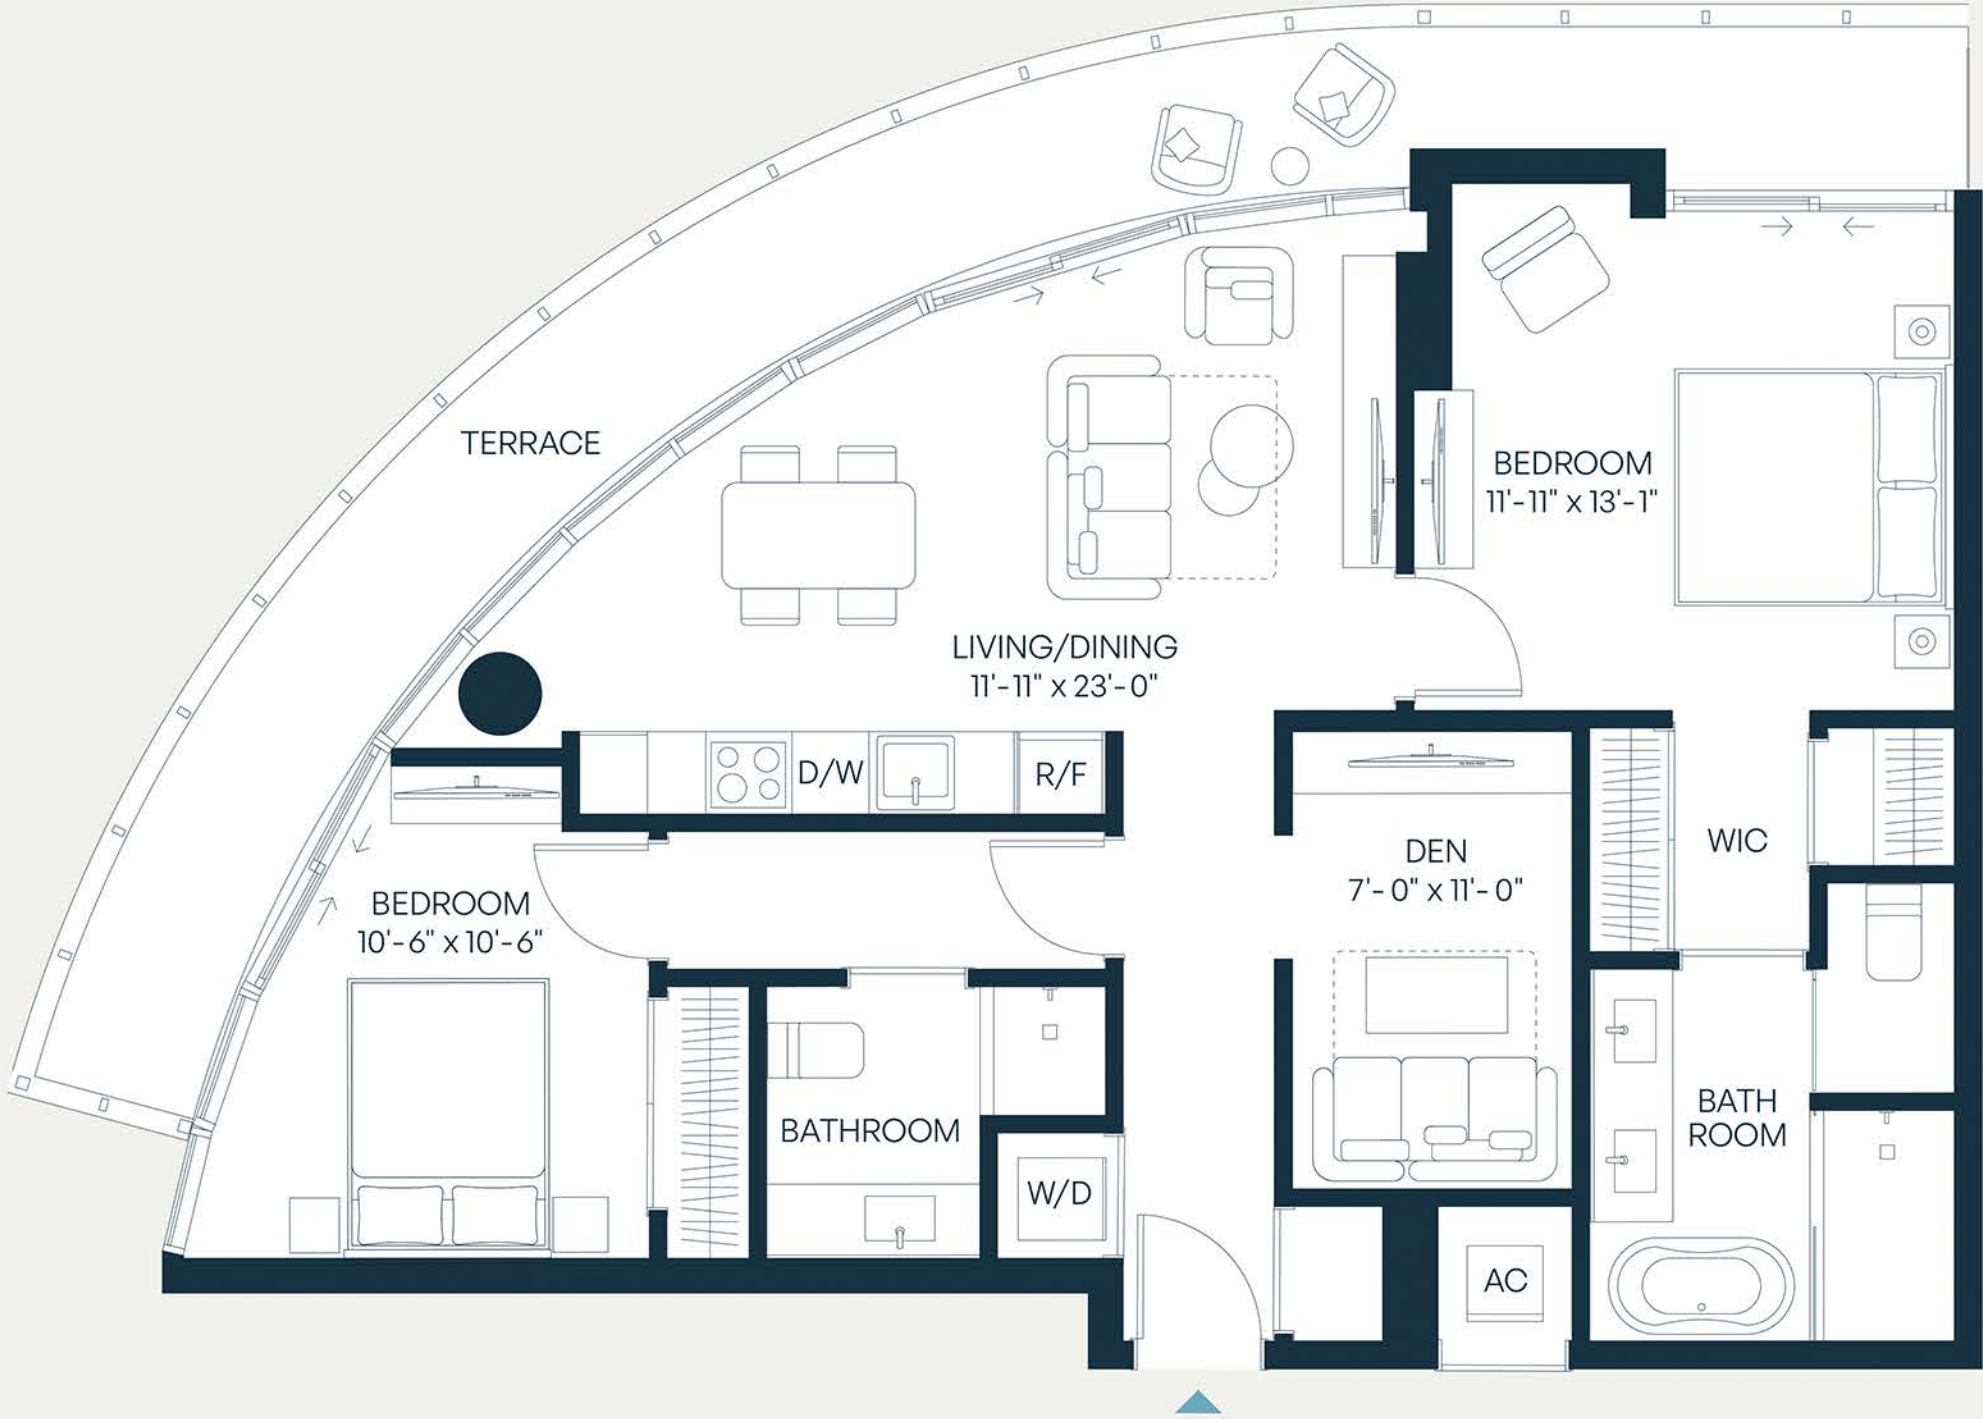 TERRACE
BEDROOM
11'-11" x 13'-1"
LIVING/DINING
11'-11" x 23'-0"
D/W
R/F
DEN
7'-0" x 11'-0"
WIC
BEDROOM
10'-6" x 10'-6"
BATHROOM
W/D
BATH
ROOM
AC